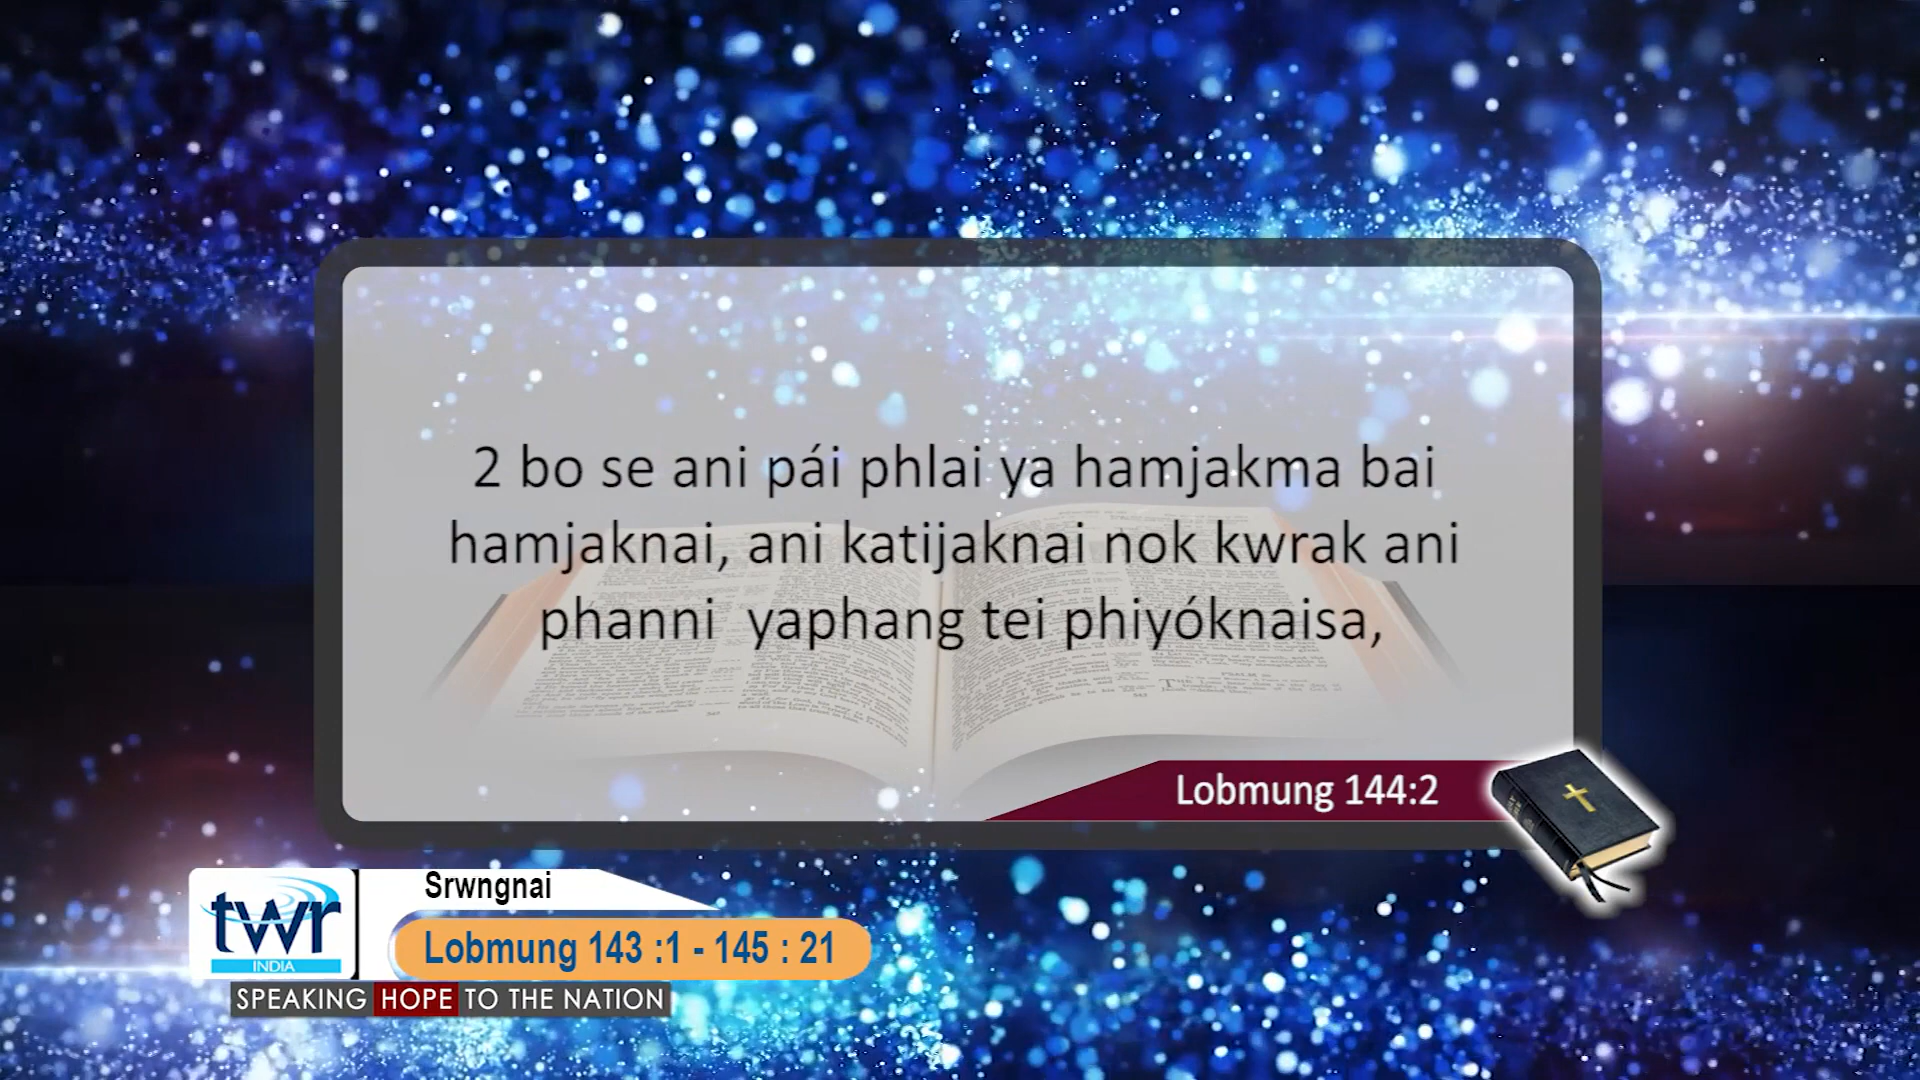 2 bo se ani pái phlai ya hamjakma bai
hamjaknai, ani katijaknai nok kwrak ani
phanni  yaphang tei phiyóknaisa,
Lobmung 144:2
twr
INDIA
Srwngnai
Lobmung 143 :1 - 145 : 21
SPEAKING HOPE TO THE NATION